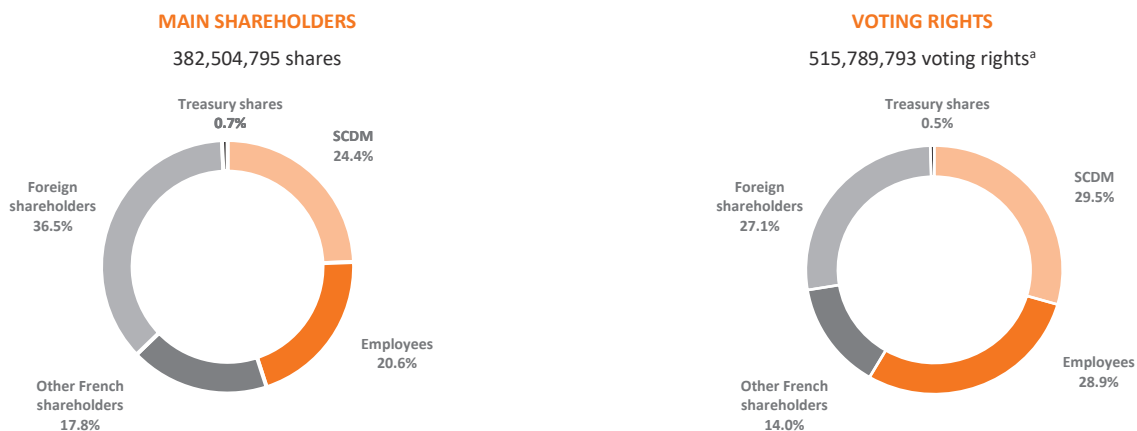 MAIN SHAREHOLDERS
382,504,795 shares
Treasury shares
0.7%
SCDM
24.4%
Foreign
shareholders
36.5%
Employees
20.6%
Other French
shareholders
17.8%
VOTING RIGHTS
515,789,793 voting rightsᵃ
Treasury shares
0.5%
SCDM
29.5%
Foreign
shareholders
27.1%
Employees
28.9%
Other French
shareholders
14.0%